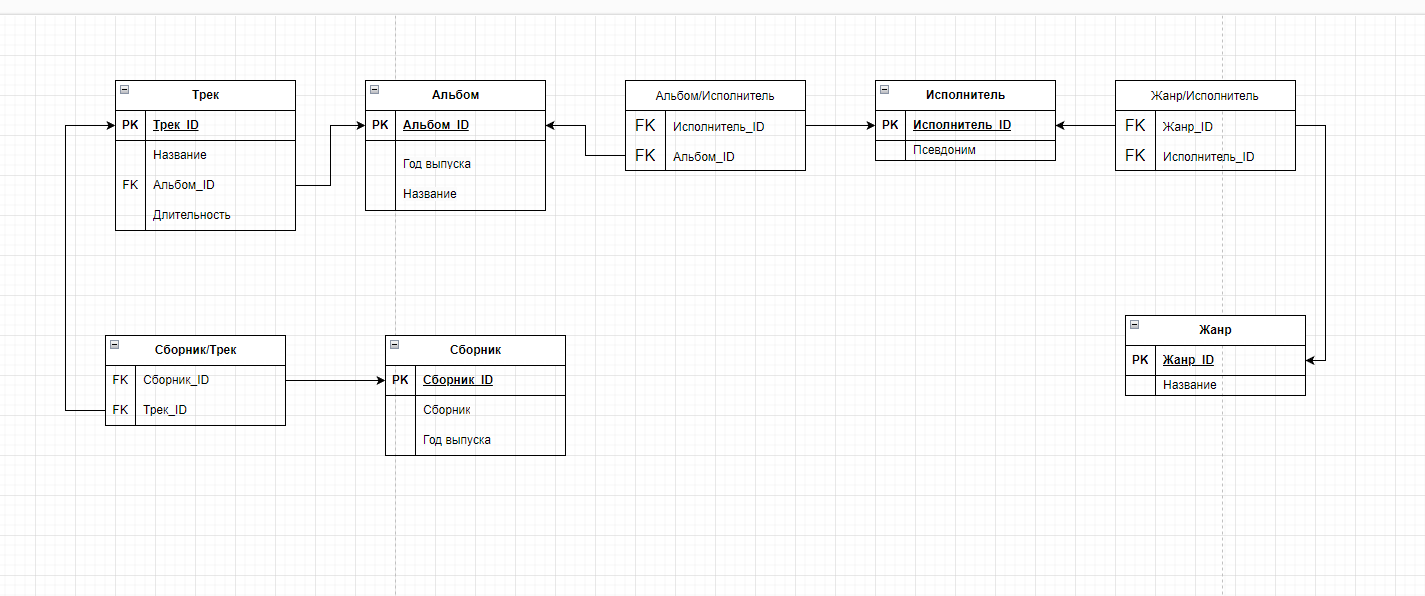 Трек
PK Трек_ID
Название
FK Альбом_ID
Длительность
Альбом
PK Альбом_ID
Год выпуска
Название
Альбом/Исполнитель
FK Исполнитель_ID
FK Альбом_ID
Исполнитель
PK Исполнитель_ID
Псевдоним
Жанр/Исполнитель
FK Жанр_ID
FK Исполнитель_ID
Сборник/Трек
FK Сборник_ID
FK Трек_ID
Сборник
PK Сборник_ID
Сборник
Год выпуска
Жанр
PK Жанр_ID
Название